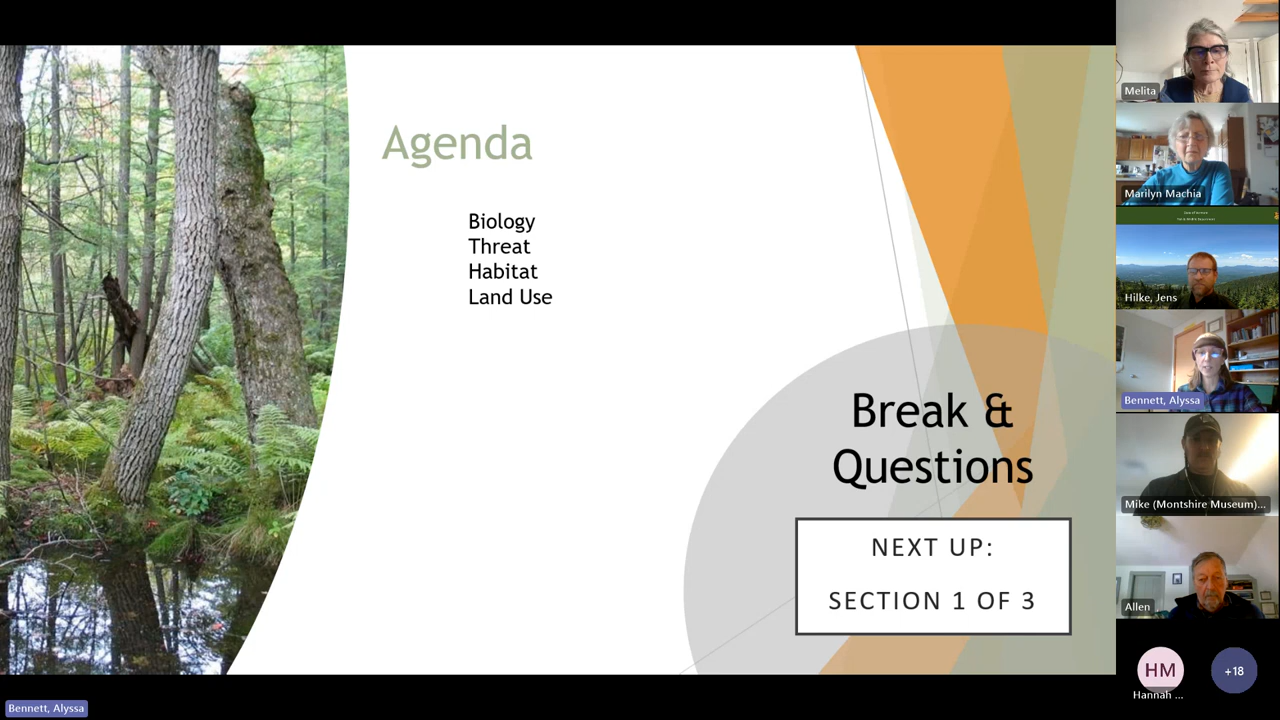 Agenda
Biology
Threat
Habitat
Land Use
Break &
Questions
NEXT UP:
SECTION 1 OF 3
Melita
Marilyn Machia
Hilke, Jens
Bennett, Alyssa
Mike (Montshire Museum)...
Allen
HM
Hannah ...
+18
Bennett, Alyssa